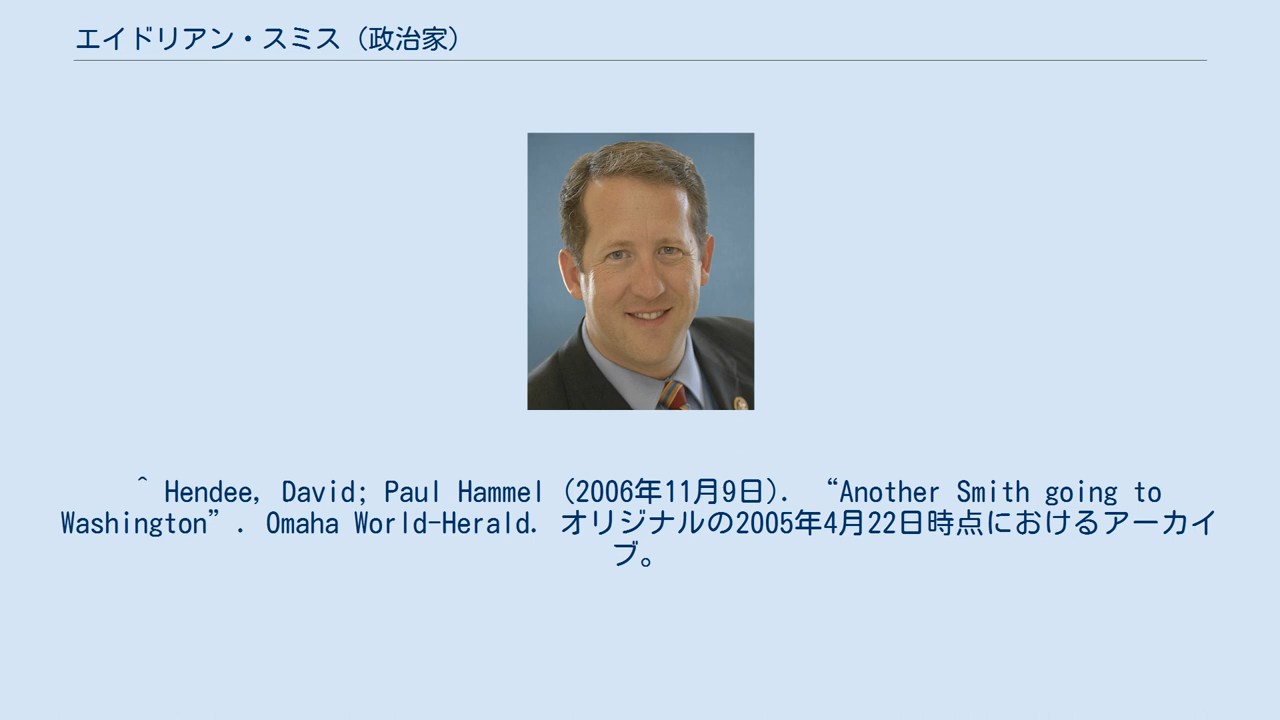 エイドリアン・スミス（政治家）
^ Hendee, David; Paul Hammel (2006年11月9日). “Another Smith going to
Washington”. Omaha World-Herald. オリジナルの2005年4月22日時点におけるアーカイ
ブ。